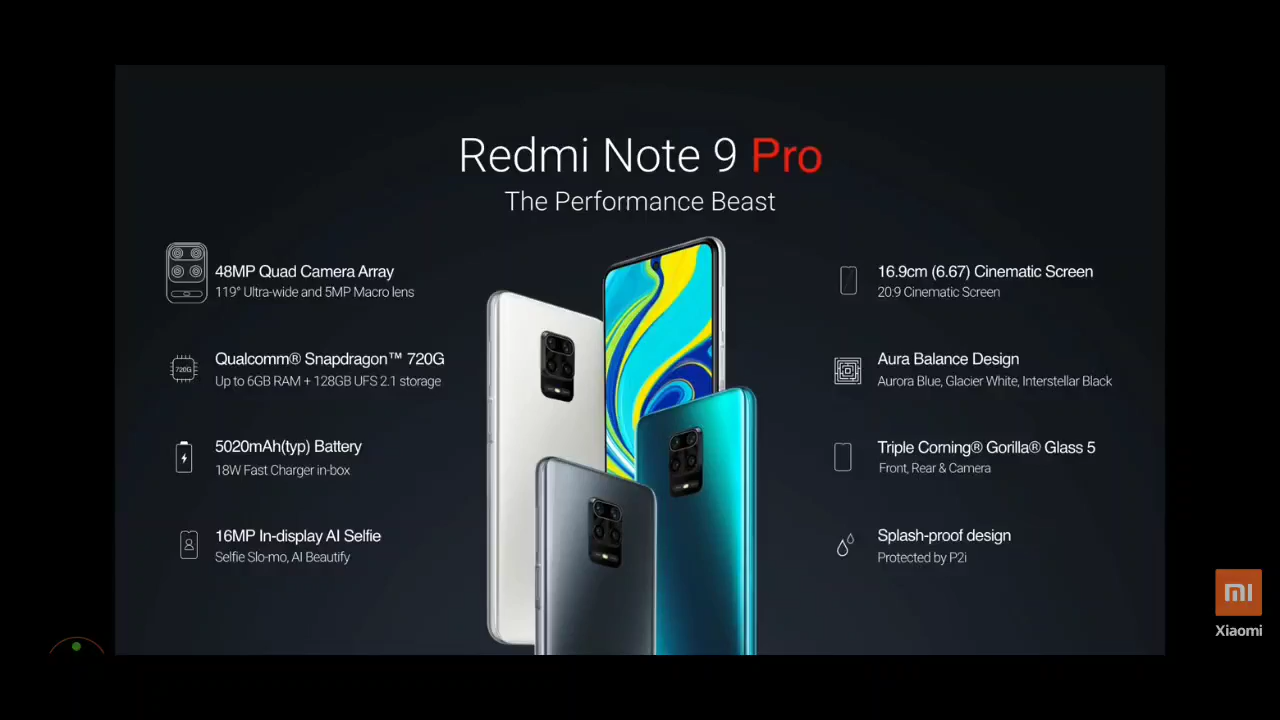 Redmi Note 9 Pro
The Performance Beast
48MP Quad Camera Array
119° Ultra-wide and 5MP Macro lens
720G
Qualcomm® Snapdragon™ 720G
Up to 6GB RAM + 128GB UFS 2.1 storage
5020mAh(typ) Battery
18W Fast Charger in-box
16MP In-display AI Selfie
Selfie Slo-mo, AI Beautify
16.9cm (6.67) Cinematic Screen
20:9 Cinematic Screen
Aura Balance Design
Aurora Blue, Glacier White, Interstellar Black
Triple Corning® Gorilla® Glass 5
Front, Rear & Camera
Splash-proof design
Protected by P2i
mi
Xiaomi